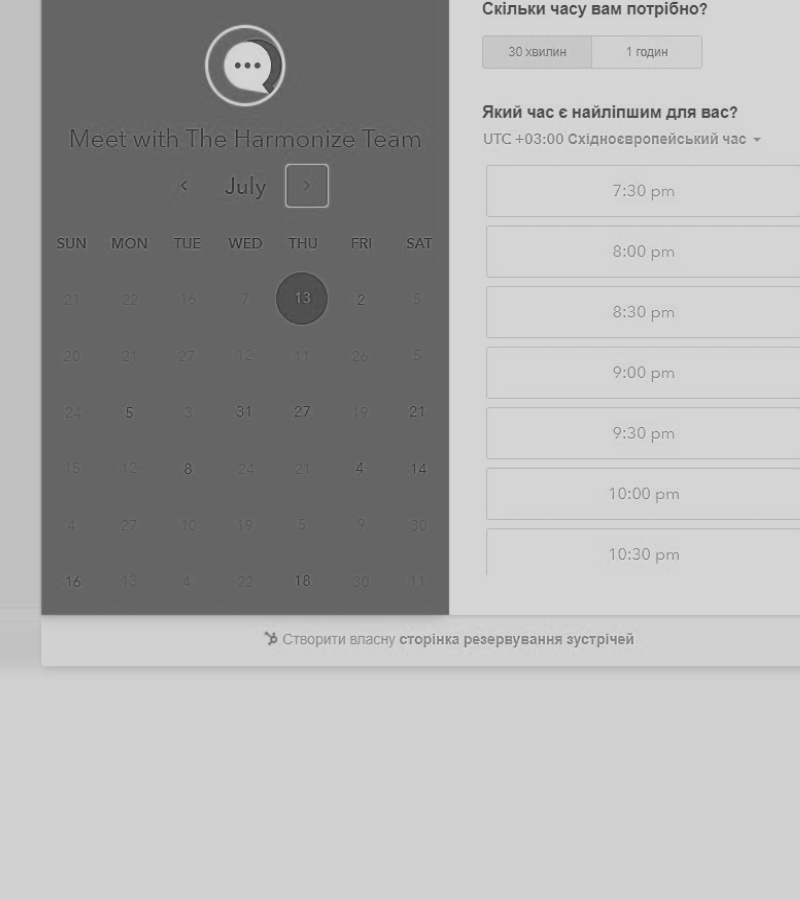 Скільки часу вам потрібно?
30 хвилин 1 годин
Meet with The Harmonize Team
July
Який час є найліпшим для вас?
UTC +03:00 Східноєвропейський час
SUN MON TUE WED THU FRI SAT
21 22 16 7 13 2 5
20 21 27 12 11 26 5
24 5 3 31 27 19 21
15 12 8 24 21 4 14
4 27 10 19 5 9 30
16 13 4 22 18 30 11
7:30 pm
8:00 pm
8:30 pm
9:00 pm
9:30 pm
10:00 pm
10:30 pm
Створити власну сторінка резервування зустрічей